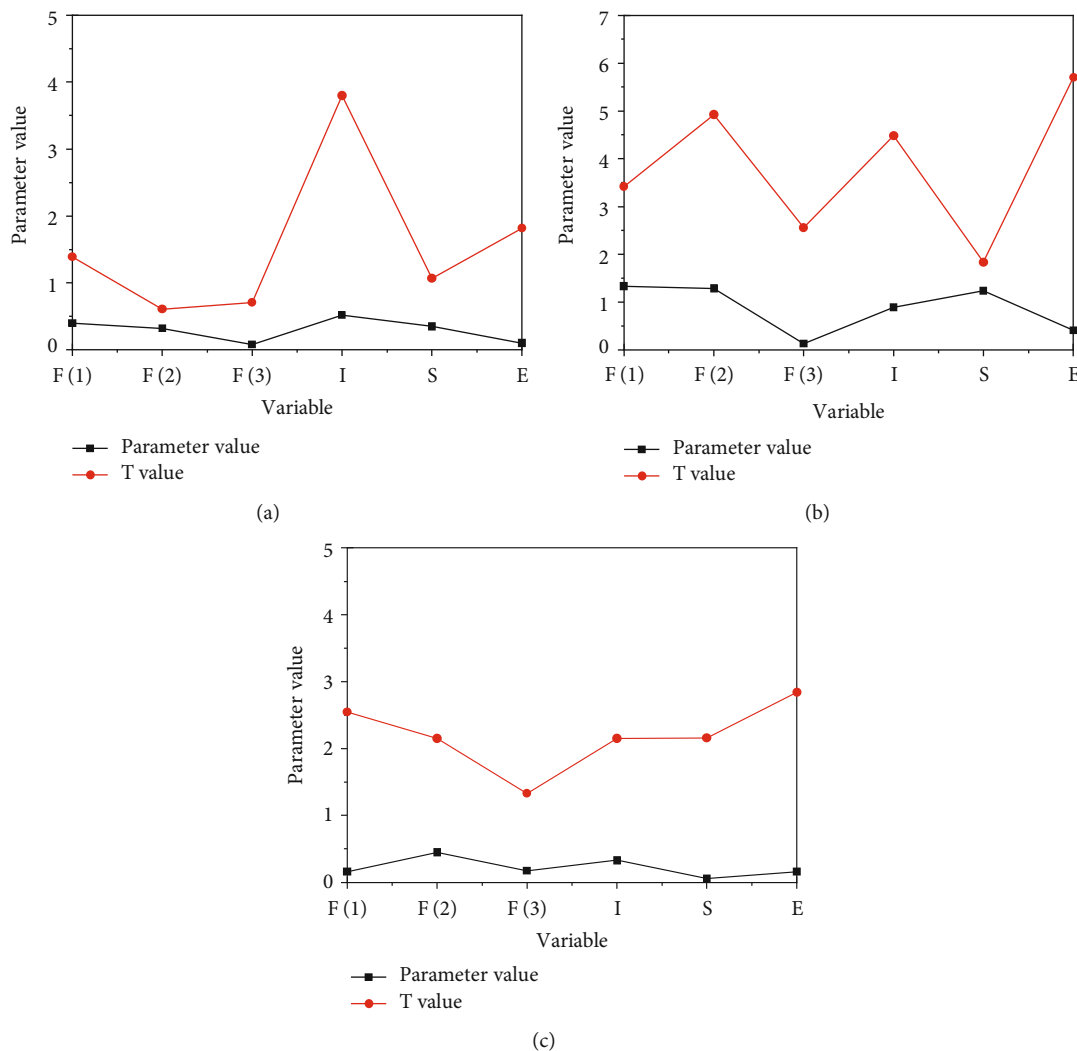 5
4
3
2
1
0
Parameter value
F (1) F (2) F (3) I S E
Variable
Parameter value
T value
(a)
7
6
5
4
3
2
1
0
Parameter value
F (1) F (2) F (3) I S E
Variable
Parameter value
T value
(b)
5
4
3
2
1
0
Parameter value
F (1) F (2) F (3) I S E
Variable
Parameter value
T value
(c)